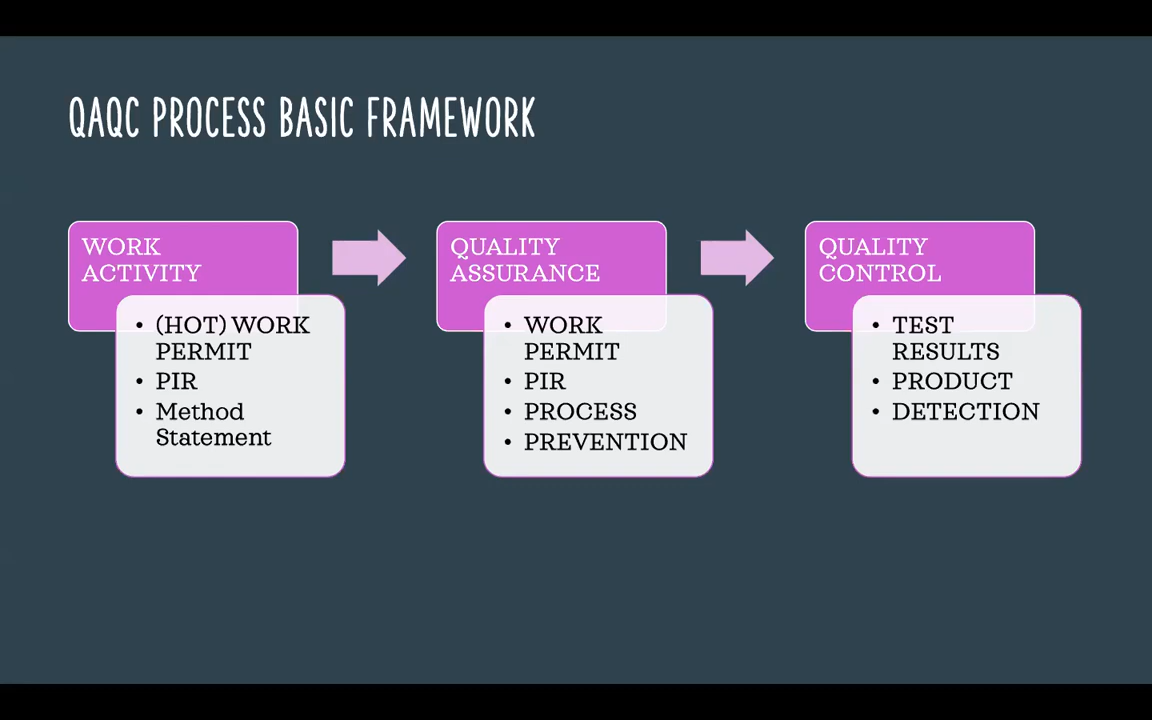 QAQC PROCESS BASIC FRAMEWORK
WORK
ACTIVITY
• (HOT) WORK
PERMIT
• PIR
• Method
Statement
QUALITY
ASSURANCE
• WORK
PERMIT
• PIR
• PROCESS
• PREVENTION
QUALITY
CONTROL
• TEST
RESULTS
• PRODUCT
• DETECTION